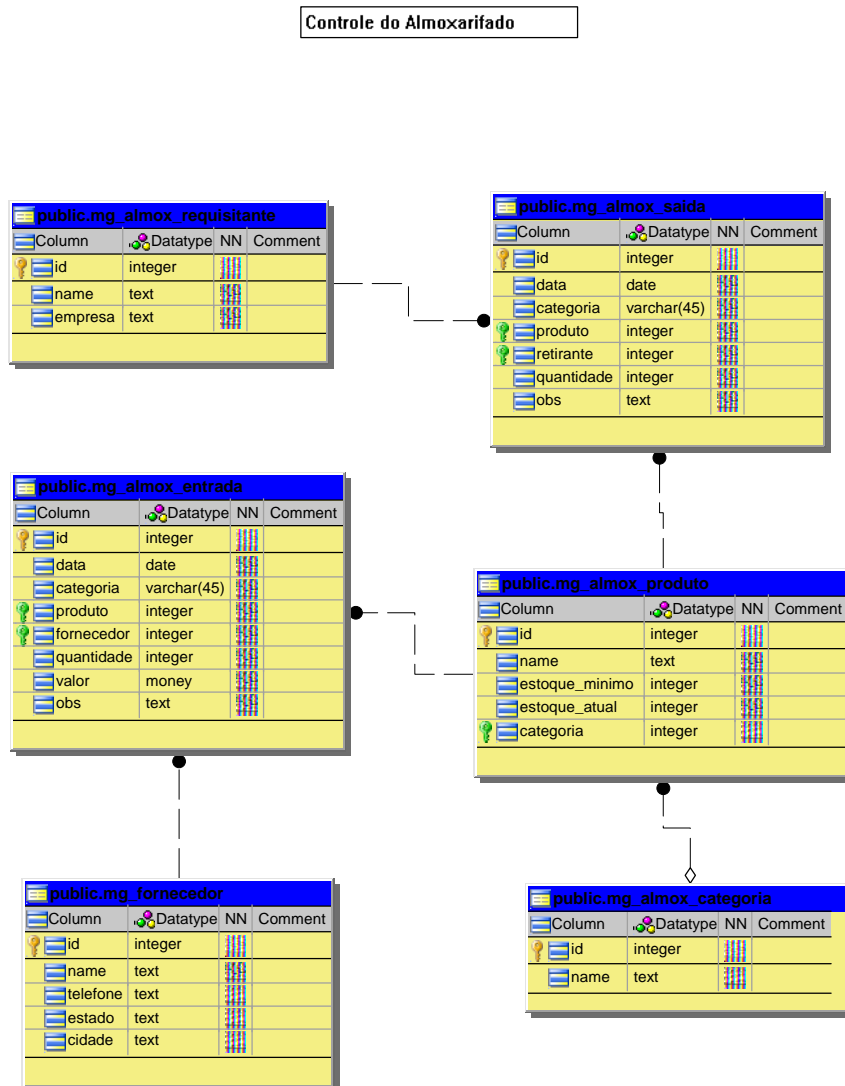 Controle do Almoxarifado
public.mg_almox_requisitante
Column Datatype NN Comment
id integer
name text
empresa text
public.mg_almox_saida
Column Datatype NN Comment
id integer
data date
categoria varchar(45)
produto integer
retirante integer
quantidade integer
obs text
public.mg_almox_entrada
Column Datatype NN Comment
id integer
data date
categoria varchar(45)
produto integer
fornecedor integer
quantidade integer
valor money
obs text
public.mg_almox_produto
Column Datatype NN Comment
id integer
name text
estoque_minimo integer
estoque_atual integer
categoria integer
public.mg_fornecedor
Column Datatype NN Comment
id integer
name text
telefone text
estado text
cidade text
public.mg_almox_categoria
Column Datatype NN Comment
id integer
name text